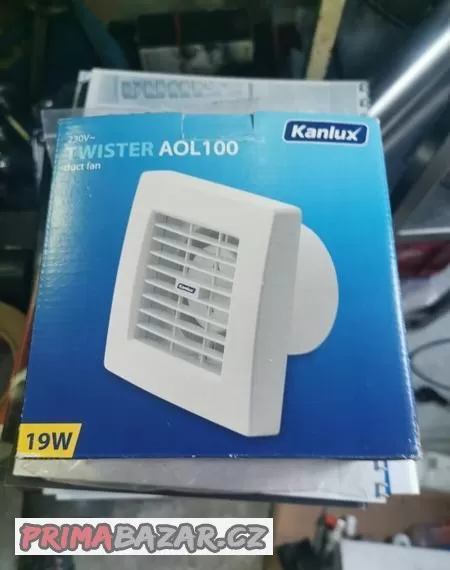 Kanlux
230V~
TWISTER AOL100
duct fan
Kanlux
19W
PRIMABAZAR.CZ